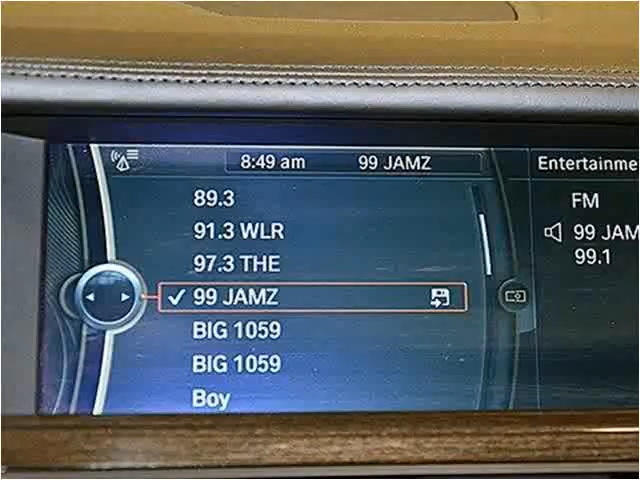 8:49 am 99 JAMZ
89.3
91.3 WLR
97.3 THE
99 JAMZ
BIG 1059
BIG 1059
Boy
Entertainme
FM
99 JAM
99.1